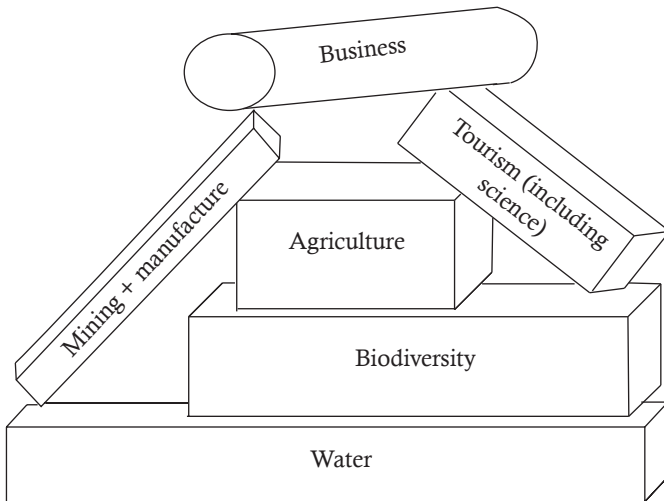 Business
Mining + manufacture
Tourism (including
science)
Agriculture
Biodiversity
Water